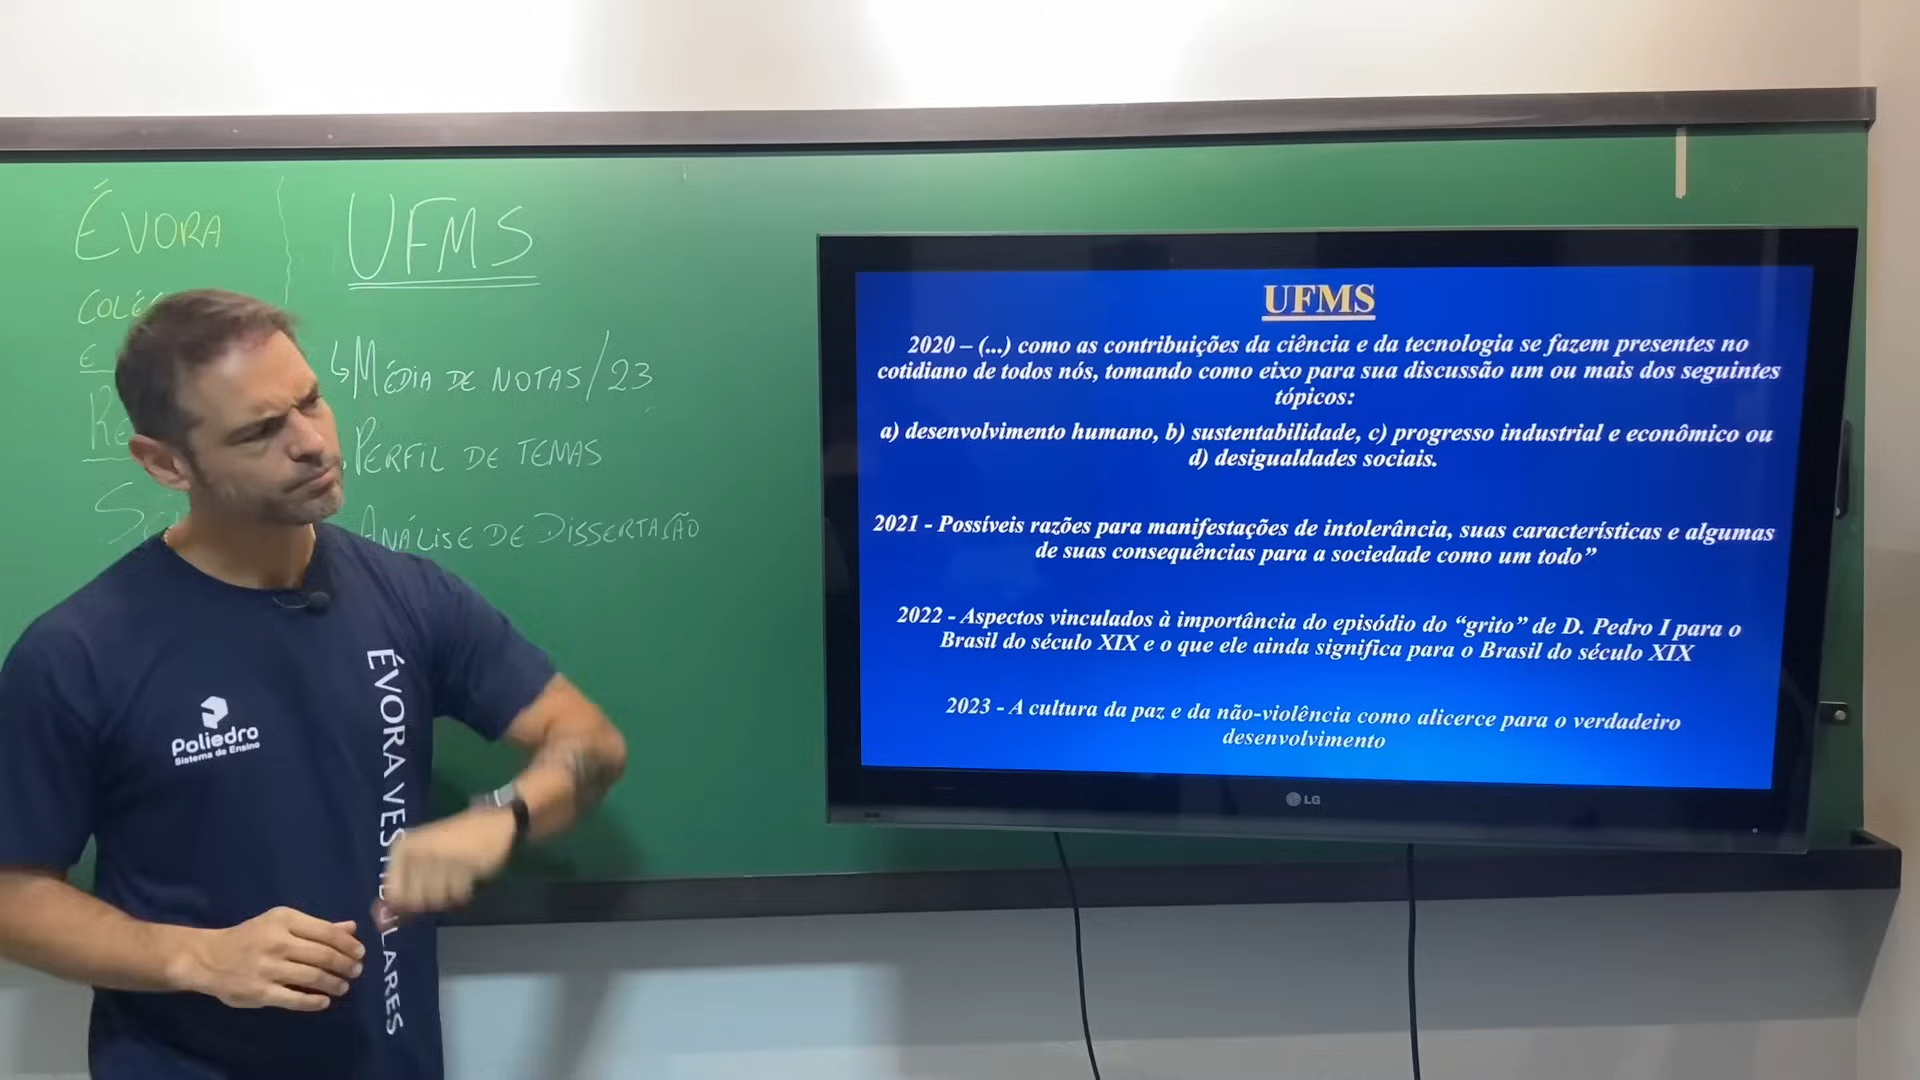 ÉVORA
UFMS
↳ MÉDIA DE NOTAS/23
PERFIL DE TEMAS
ANÁLISE DE DISSERTAÇÃO
Poliedro
Sistema de Ensino
ÉVORA
UFMS
2020 – (...) como as contribuições da ciência e da tecnologia se fazem presentes no
cotidiano de todos nós, tomando como eixo para sua discussão um ou mais dos seguintes
tópicos:
a) desenvolvimento humano, b) sustentabilidade, c) progresso industrial e econômico ou
d) desigualdades sociais.
2021 - Possíveis razões para manifestações de intolerância, suas características e algumas
de suas consequências para a sociedade como um todo”
2022 - Aspectos vinculados à importância do episódio do “grito” de D. Pedro I para o
Brasil do século XIX e o que ele ainda significa para o Brasil do século XIX
2023 - A cultura da paz e da não-violência como alicerce para o verdadeiro
desenvolvimento
LG